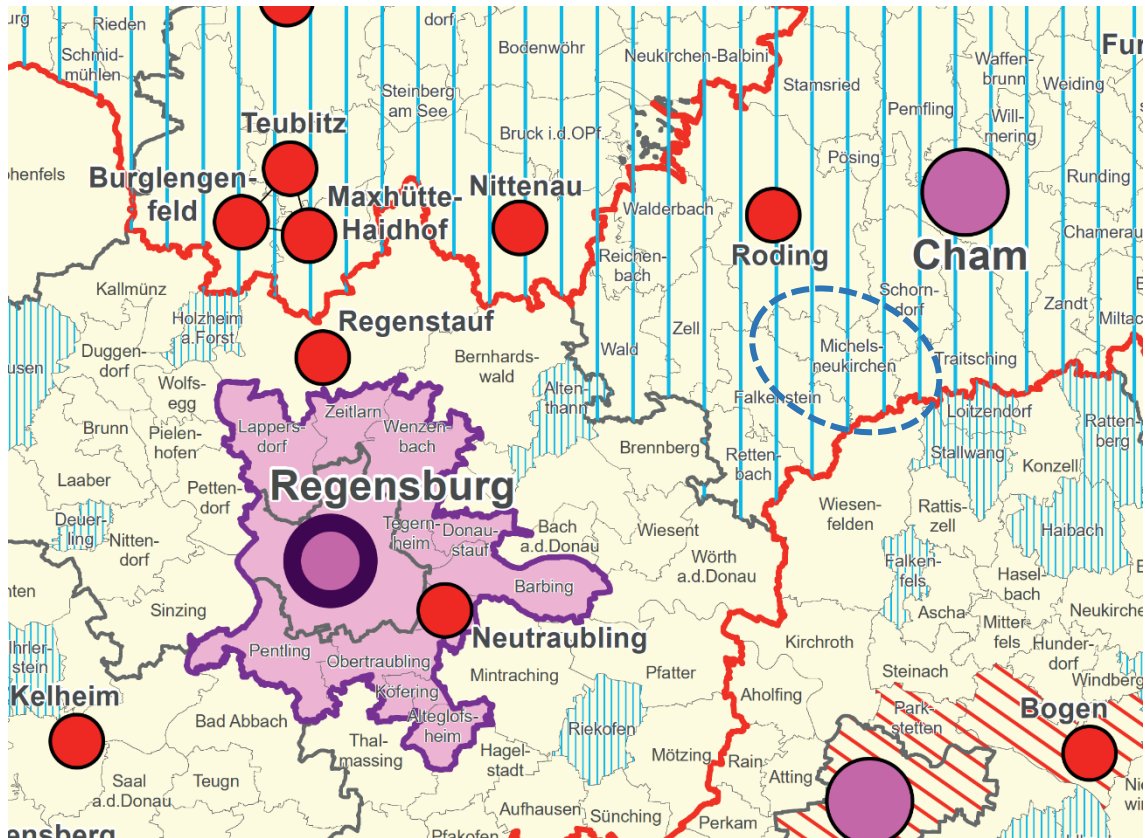 Rieden
dorf
Schmid-
mühlen
Bodenwöhr
Neukirchen-Balbini
Waffen-
brunn
Fur
Weiding
Steinberg
am See
Stamsried
Pemfling
Will-
mering
Teublitz
Bruck i.d.OPf.
Pösing
Runding
ohenfels
Burglengen-
feld
Maxhütte-
Haidhof
Nittenau
Walderbach
Roding
Cham
Chamerau
Reichen-
bach
Kallmünz
Schorn-
dorf
Zandt
Miltac
Holzheim
a.Forst
Regenstauf
Zell
Wald
Michels-
neukirchen
Traitsching
Duggen-
dorf
ausen
Bernhards-
wald
Wolfs-
egg
Alten-
thann
Falkenstein
Loitzendorf
Ratten-
berg
Zeitlarn
Lappers-
dorf
Wenzen-
bach
Brunn
Pielen-
hofen
Brennberg
Retten-
bach
Stallwang
Konzell
Laaber
Petten-
dorf
Regensburg
Wiesen-
felden
Rattis-
zell
Deuer-
ling
Nitten-
dorf
Tegern-
heim
Donau-
stauf
Bach
a.d.Donau
Wiesent
Haibach
Wörth
a.d.Donau
Falken-
fels
Barbing
Hasel-
bach
Sinzing
Ascha
Mitter-
fels
Neukirche
Neutraubling
Kirchroth
Hunder-
dorf
Ihrler-
stein
Pentling
Obertraubling
Mintraching
Pfatter
Steinach
Windberg
Kelheim
Köfering
Aholfing
Park-
stetten
Bogen
Bad Abbach
Alteglofs-
heim
Riekofen
Thal-
massing
Hagel-
stadt
Mötzing
Rain
Atting
Saal
a.d.Donau
Teugn
Aufhausen
Sünching
Perkam
Pfakofen
ensberg